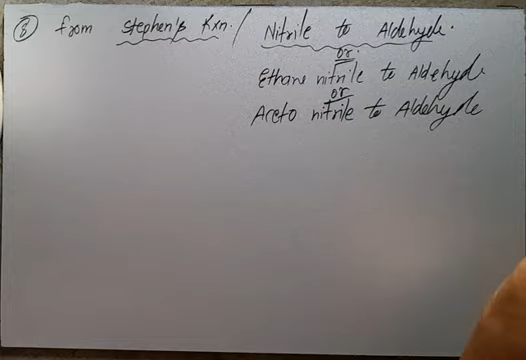 ⑧ from Stephen's Rxn. / Nitrile to Aldehyde.
or
Ethane nitrile to Aldehyde
or
Aceto nitrile to Aldehyde